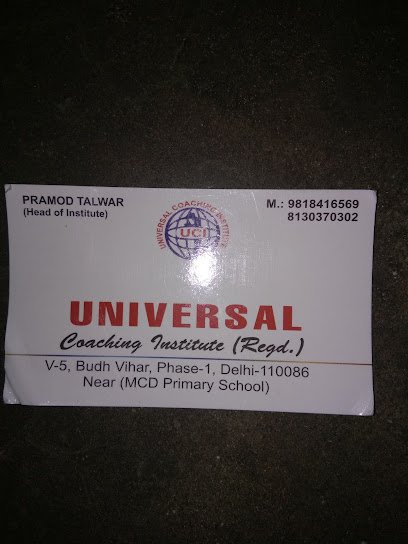 PRAMOD TALWAR
(Head of Institute)
UNIVERSAL COACHING INSTITUTE
UCI
M.: 9818416569
8130370302
UNIVERSAL
Coaching Institute (Regd.)
V-5, Budh Vihar, Phase-1, Delhi-110086
Near (MCD Primary School)